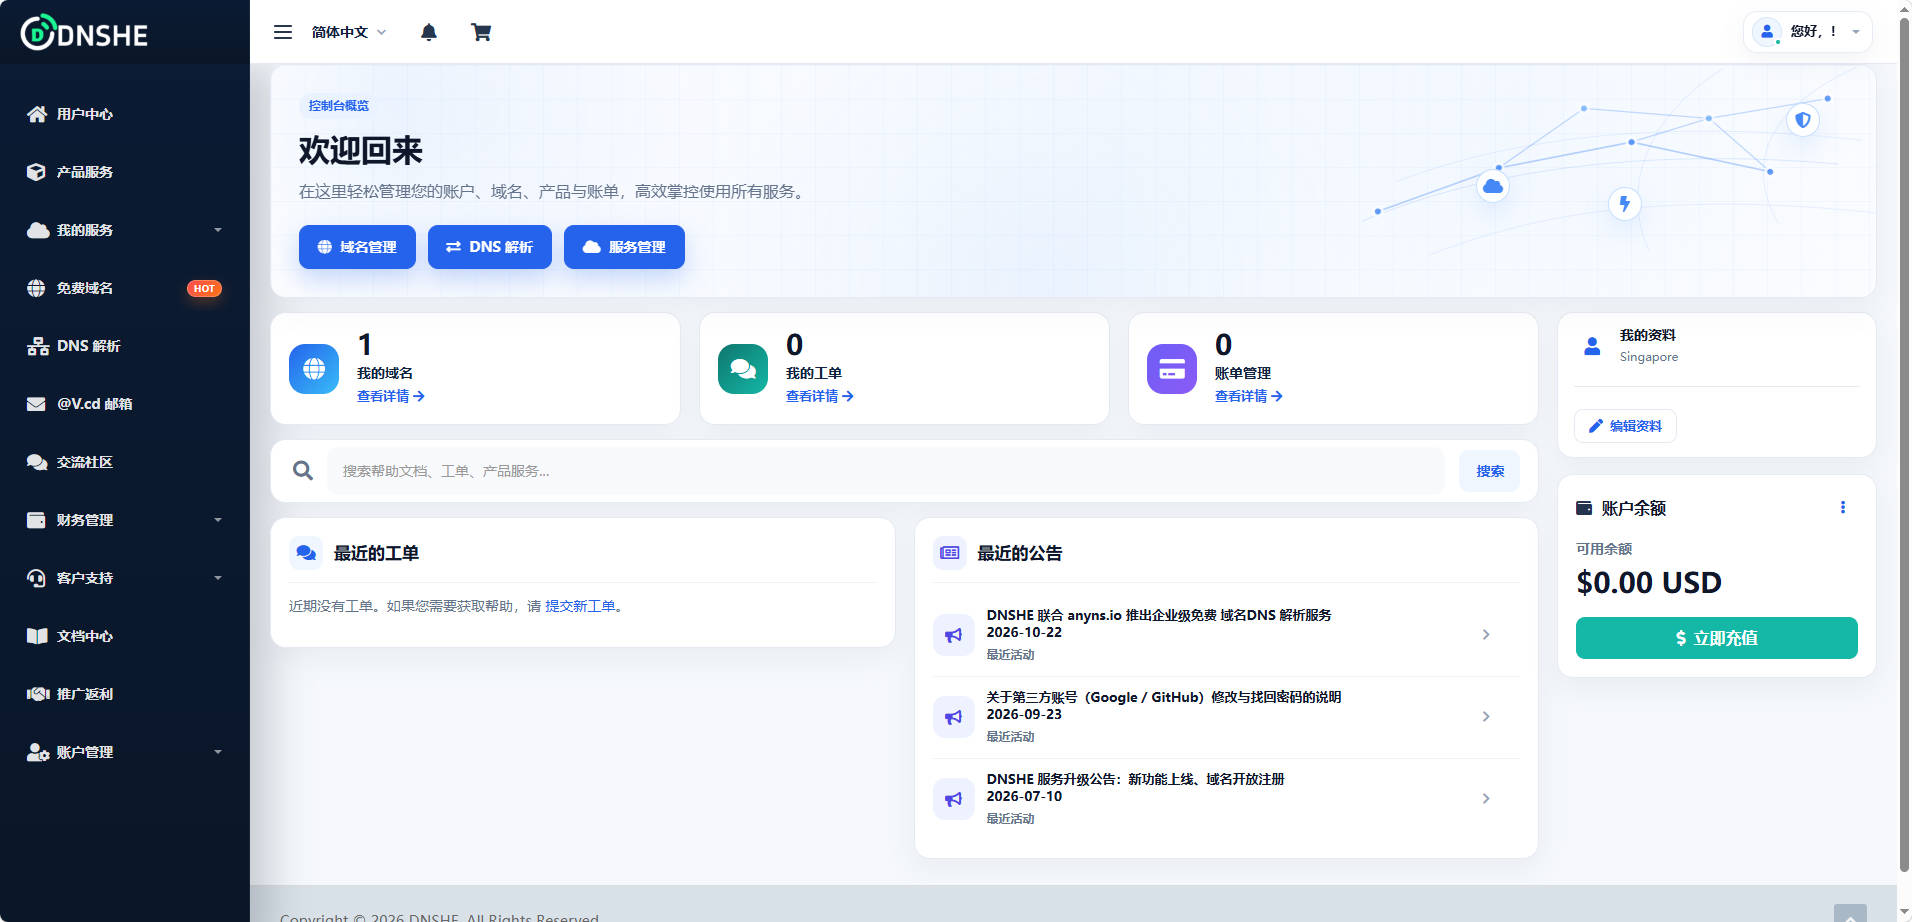 DNSHE
简体中文
您好，!
用户中心
产品服务
我的服务
免费域名 HOT
DNS 解析
@V.cd 邮箱
交流社区
财务管理
客户支持
文档中心
推广返利
账户管理
控制台概览
欢迎回来
在这里轻松管理您的账户、域名、产品与账单，高效掌控使用所有服务。
域名管理
DNS 解析
服务管理
1
我的域名
查看详情
0
我的工单
查看详情
0
账单管理
查看详情
我的资料
Singapore
编辑资料
搜索帮助文档、工单、产品服务...
搜索
账户余额
可用余额
$0.00 USD
$ 立即充值
最近的工单
近期没有工单。如果您需要获取帮助，请 提交新工单。
最近的公告
DNSHE 联合 anyns.io 推出企业级免费 域名DNS 解析服务
2026-10-22
最近活动
关于第三方账号（Google / GitHub）修改与找回密码的说明
2026-09-23
最近活动
DNSHE 服务升级公告：新功能上线、域名开放注册
2026-07-10
最近活动
Copyright © 2026 DNSHE. All Rights Reserved.